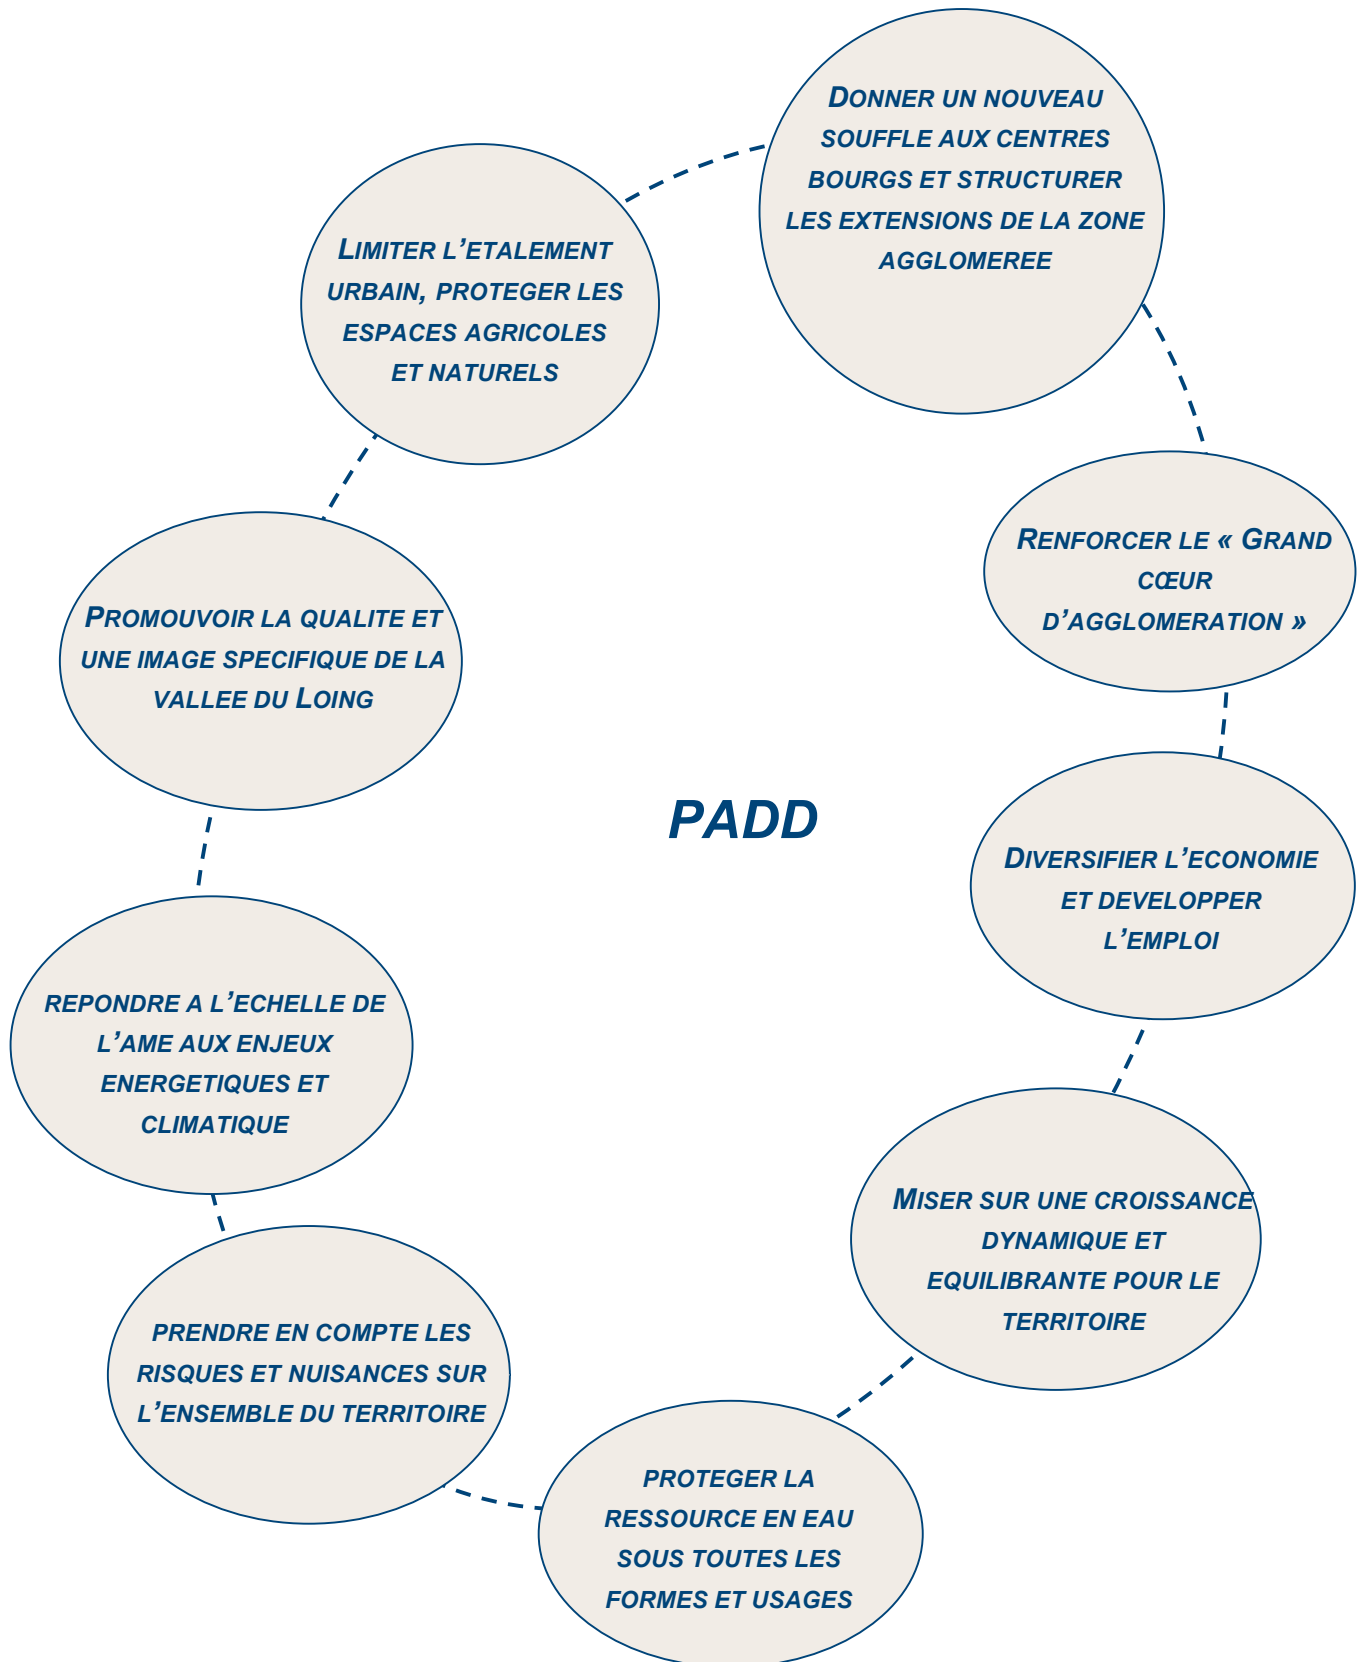 DONNER UN NOUVEAU
SOUFFLE AUX CENTRES
BOURGS ET STRUCTURER
LES EXTENSIONS DE LA ZONE
AGGLOMEREE
LIMITER L'ETALEMENT
URBAIN, PROTEGER LES
ESPACES AGRICOLES
ET NATURELS
RENFORCER LE « GRAND
CŒUR
D'AGGLOMERATION »
PROMOUVOIR LA QUALITE ET
UNE IMAGE SPECIFIQUE DE LA
VALLEE DU LOING
PADD
DIVERSIFIER L'ECONOMIE
ET DEVELOPPER
L'EMPLOI
REPONDRE A L'ECHELLE DE
L'AME AUX ENJEUX
ENERGETIQUES ET
CLIMATIQUE
MISER SUR UNE CROISSANCE
DYNAMIQUE ET
EQUILIBRANTE POUR LE
TERRITOIRE
PRENDRE EN COMPTE LES
RISQUES ET NUISANCES SUR
L'ENSEMBLE DU TERRITOIRE
PROTEGER LA
RESSOURCE EN EAU
SOUS TOUTES LES
FORMES ET USAGES